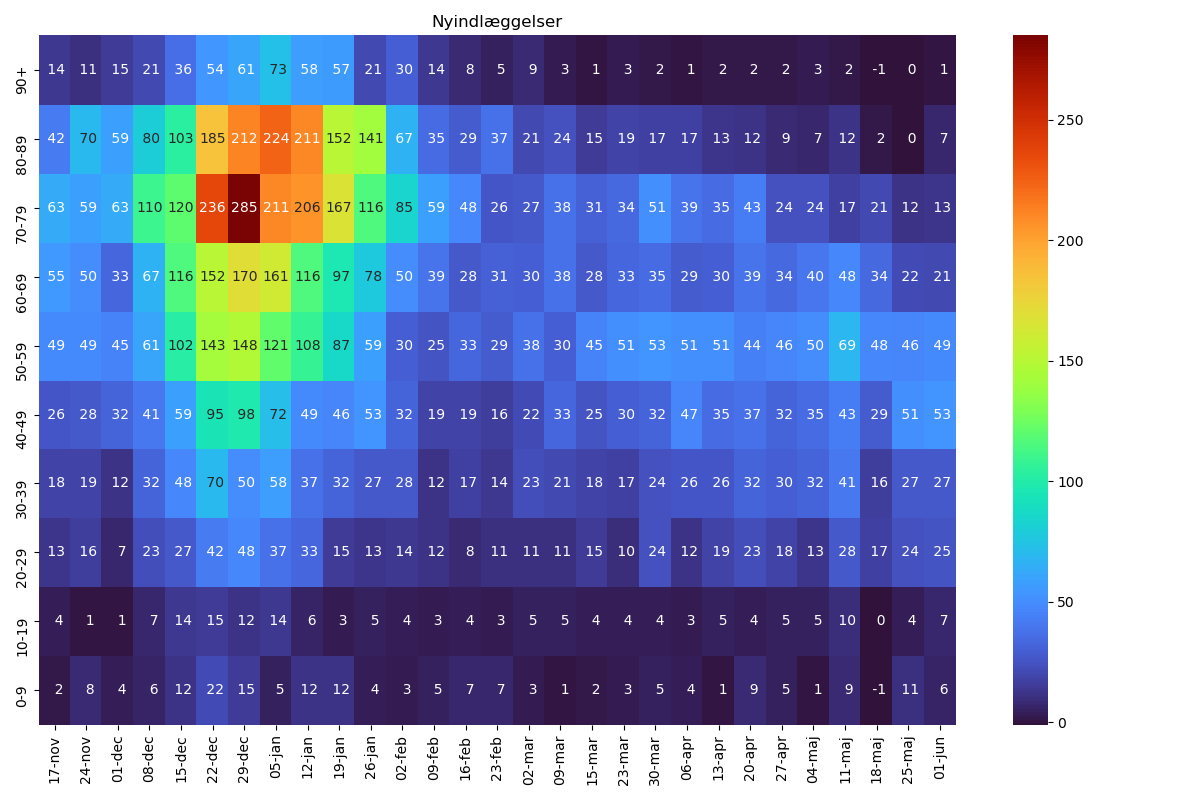 Nyindlæggelser
90+ 14 11 15 21 36 54 61 73 58 57 21 30 14 8 5 9 3 1 3 2 1 2 2 2 3 2 -1 0 1
80-89 42 70 59 80 103 185 212 224 211 152 141 67 35 29 37 21 24 15 19 17 17 13 12 9 7 12 2 0 7
70-79 63 59 63 110 120 236 285 211 206 167 116 85 59 48 26 27 38 31 34 51 39 35 43 24 24 17 21 12 13
60-69 55 50 33 67 116 152 170 161 116 97 78 50 39 28 31 30 38 28 33 35 29 30 39 34 40 48 34 22 21
50-59 49 49 45 61 102 143 148 121 108 87 59 30 25 33 29 38 30 45 51 53 51 51 44 46 50 69 48 46 49
40-49 26 28 32 41 59 95 98 72 49 46 53 32 19 19 16 22 33 25 30 32 47 35 37 32 35 43 29 51 53
30-39 18 19 12 32 48 70 50 58 37 32 27 28 12 17 14 23 21 18 17 24 26 26 32 30 32 41 16 27 27
20-29 13 16 7 23 27 42 48 37 33 15 13 14 12 8 11 11 11 15 10 24 12 19 23 18 13 28 17 24 25
10-19 4 1 1 7 14 15 12 14 6 3 5 4 3 4 3 5 5 4 4 4 3 5 4 5 5 10 0 4 7
0-9 2 8 4 6 12 22 15 5 12 12 4 3 5 7 7 3 1 2 3 5 4 1 9 5 1 9 -1 11 6
17-nov 24-nov 01-dec 08-dec 15-dec 22-dec 29-dec 05-jan 12-jan 19-jan 26-jan 02-feb 09-feb 16-feb 23-feb 02-mar 09-mar 15-mar 23-mar 30-mar 06-apr 13-apr 20-apr 27-apr 04-maj 11-maj 18-maj 25-maj 01-jun
250
200
150
100
50
0